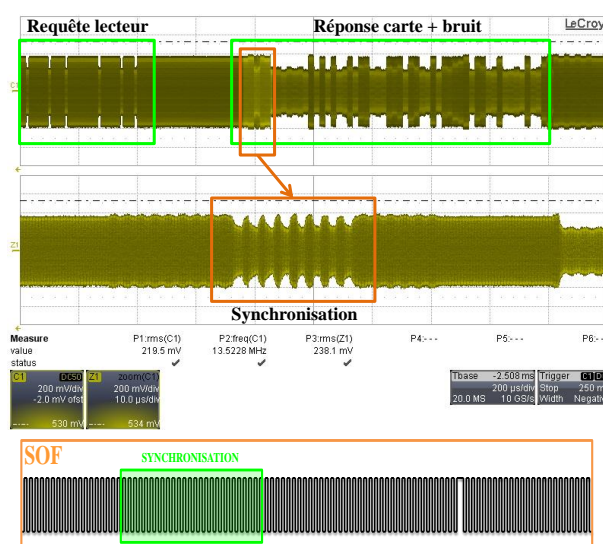 Requête lecteur
Réponse carte + bruit
LeCroy
C1
Z1
Synchronisation
Measure P1:rms(C1) P2:freq(C1) P3:rms(Z1) P4:--- P5:--- P6:--
value 219.5 mV 13.5228 MHz 238.1 mV
status ✓ ✓ ✓
C1 DC50
200 mV/div
-2.0 mV ofst
530 mV
Z1 zoom(C1)
200 mV/div
10.0 µs/div
534 mV
Tbase -2.508 ms
200 µs/div
20.0 MS 10 GS/s
Trigger C1
Stop 250 m
Width Negativ
SOF
SYNCHRONISATION